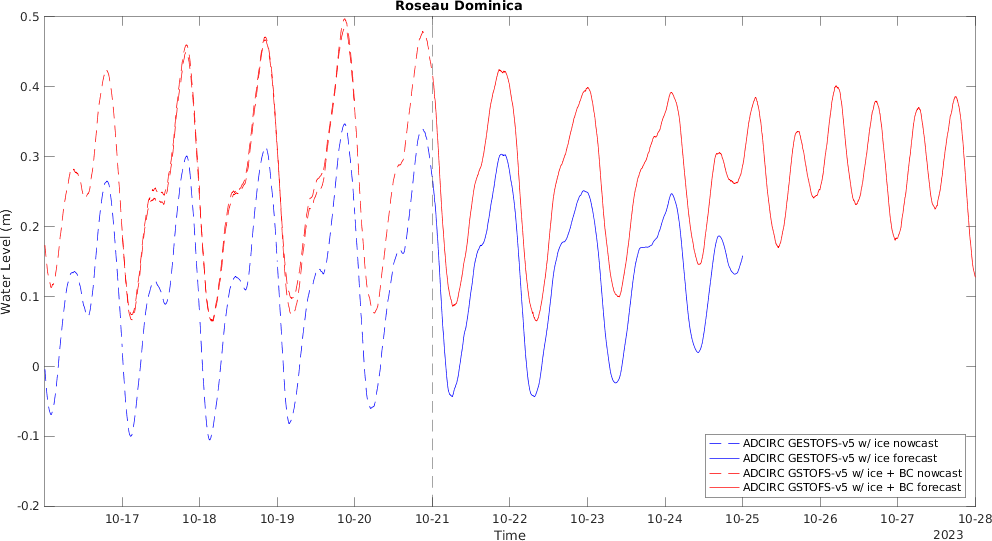 Roseau Dominica
0.5
0.4
0.3
0.2
0.1
0
-0.1
-0.2
Water Level (m)
ADCIRC GESTOFS-v5 w/ ice nowcast
ADCIRC GESTOFS-v5 w/ ice forecast
ADCIRC GSTOFS-v5 w/ ice + BC nowcast
ADCIRC GSTOFS-v5 w/ ice + BC forecast
10-17 10-18 10-19 10-20 10-21 10-22 10-23 10-24 10-25 10-26 10-27 10-28
Time
2023